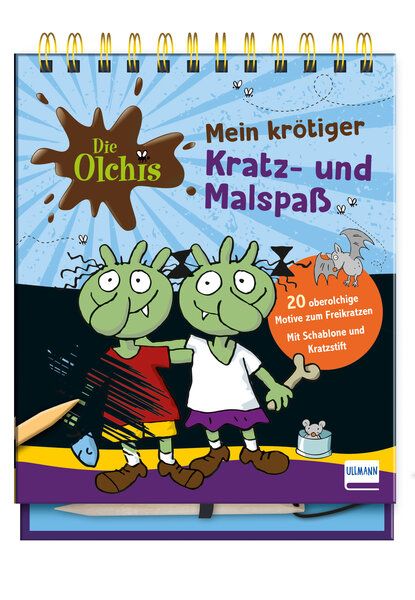 Die
Olchis
Mein krötiger
Kratz- und
Malspaß
20 oberolchige
Motive zum Freikratzen
Mit Schablone und
Kratzstift
ULLMANN